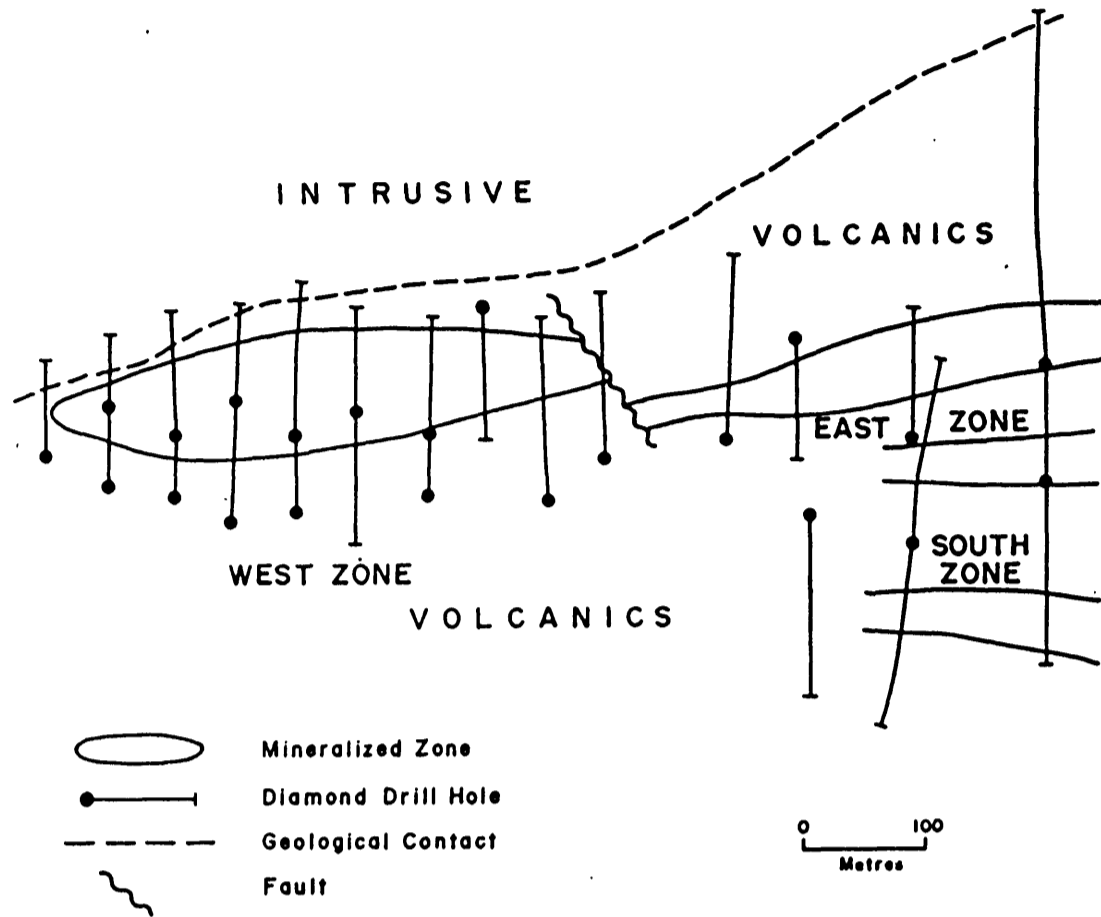 INTRUSIVE
VOLCANICS
EAST ZONE
SOUTH
ZONE
WEST ZONE
VOLCANICS
Mineralized Zone
Diamond Drill Hole
Geological Contact
Fault
0 100
Metres